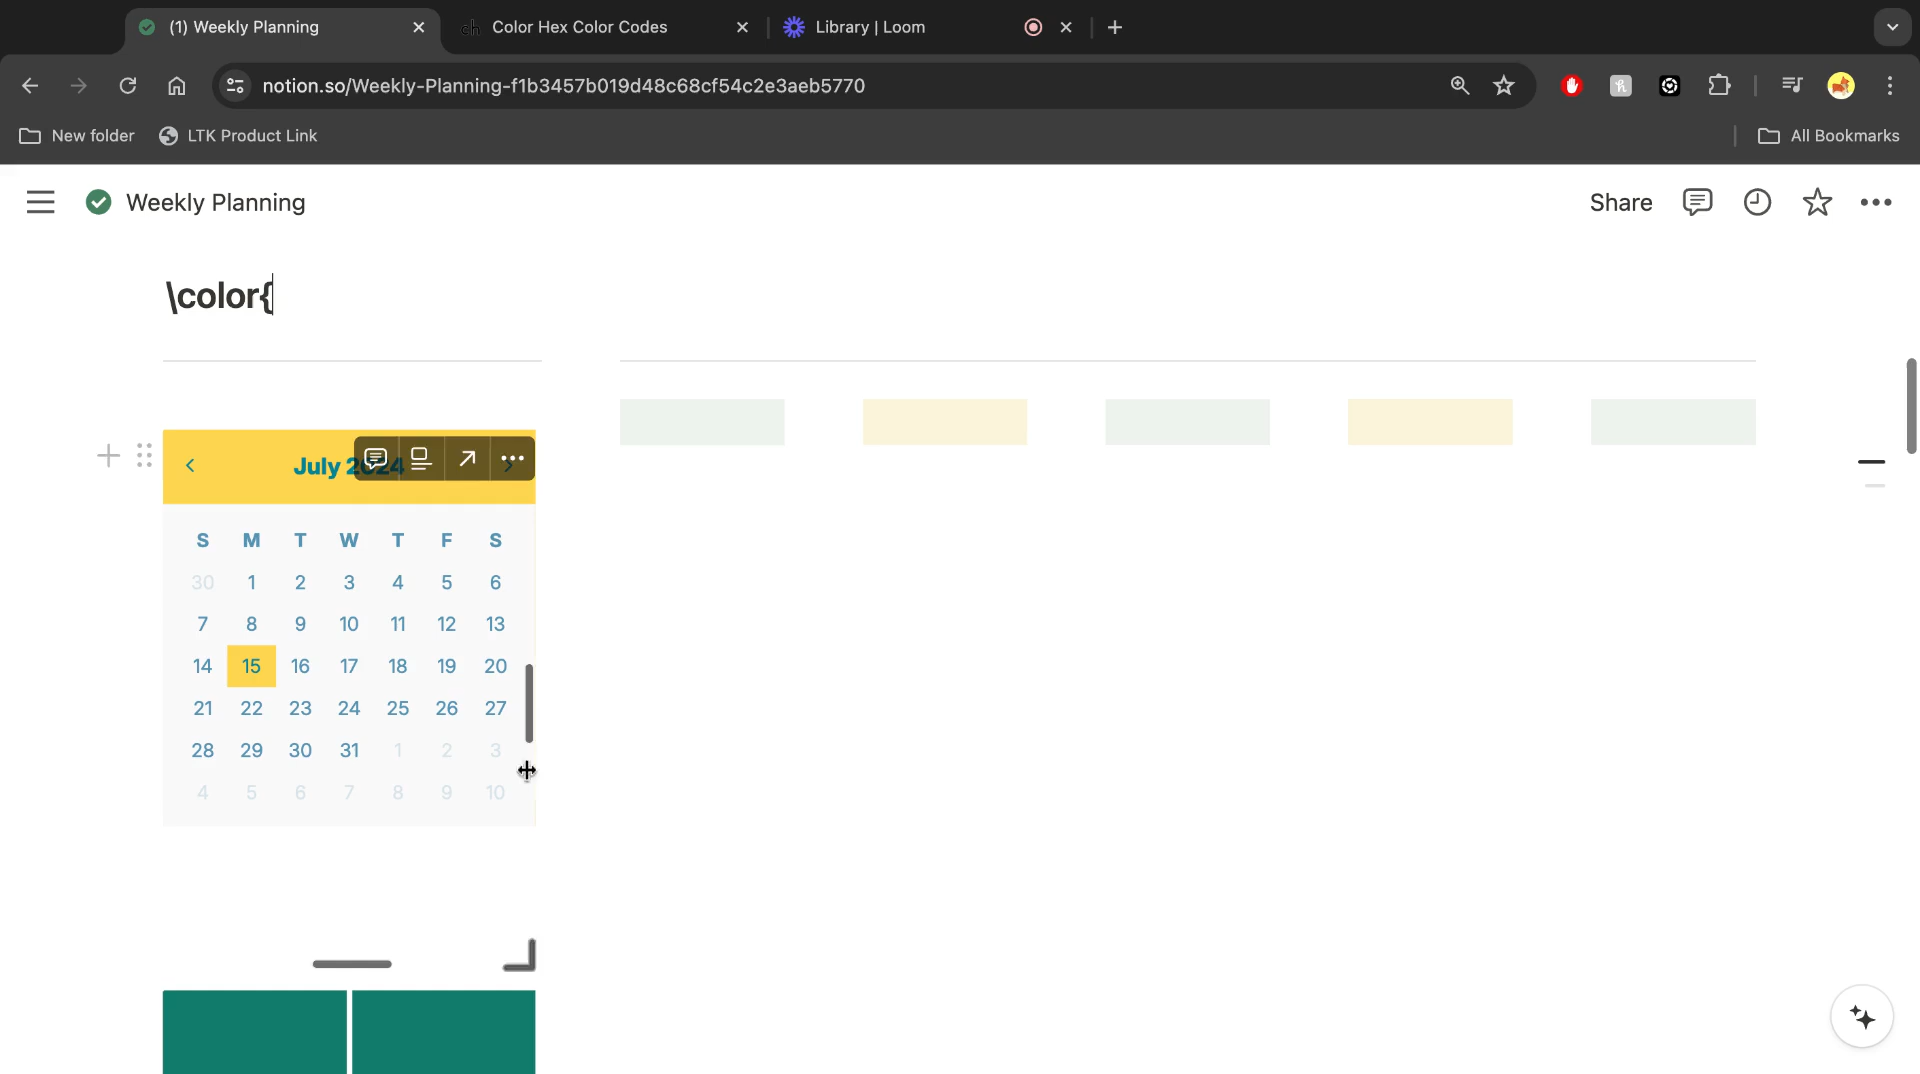 (1) Weekly Planning
ch Color Hex Color Codes
Library | Loom
notion.so/Weekly-Planning-f1b3457b019d48c68cf54c2e3aeb5770
New folder
LTK Product Link
All Bookmarks
Weekly Planning
Share
\color{
July 2024
S M T W T F S
30 1 2 3 4 5 6
7 8 9 10 11 12 13
14 15 16 17 18 19 20
21 22 23 24 25 26 27
28 29 30 31 1 2 3
4 5 6 7 8 9 10